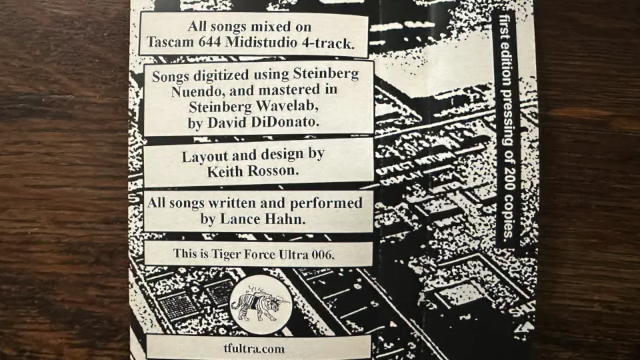 All songs mixed on
Tascam 644 Midistudio 4-track.
Songs digitized using Steinberg
Nuendo, and mastered in
Steinberg Wavelab,
by David DiDonato.
Layout and design by
Keith Rosson.
All songs written and performed
by Lance Hahn.
This is Tiger Force Ultra 006.
tfultra.com
first edition pressing of 200 copies.